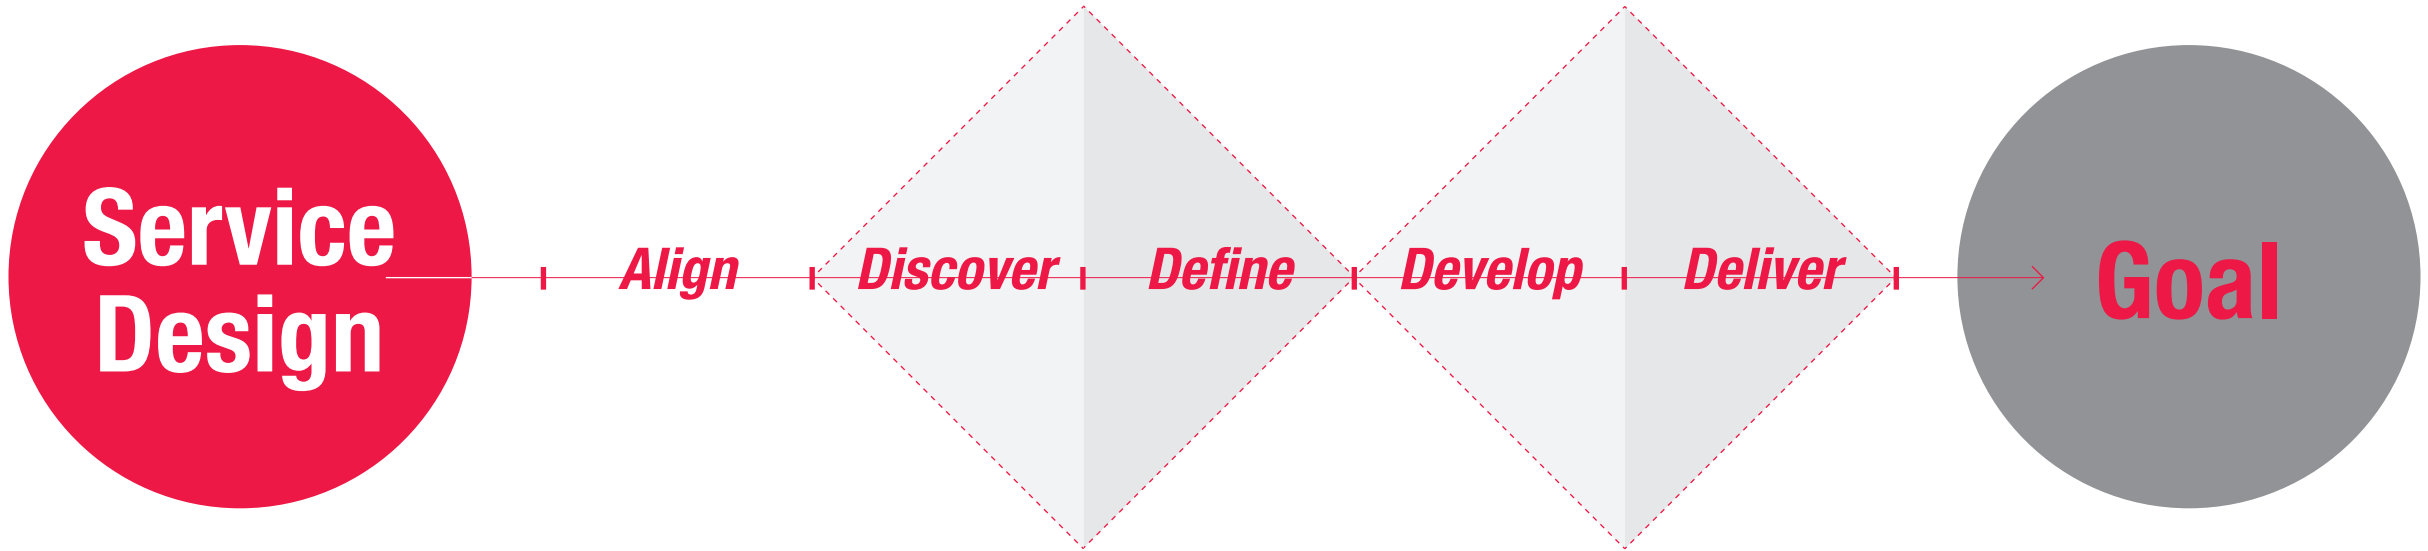 Service
Design
Align
Discover
Define
Develop
Deliver
Goal